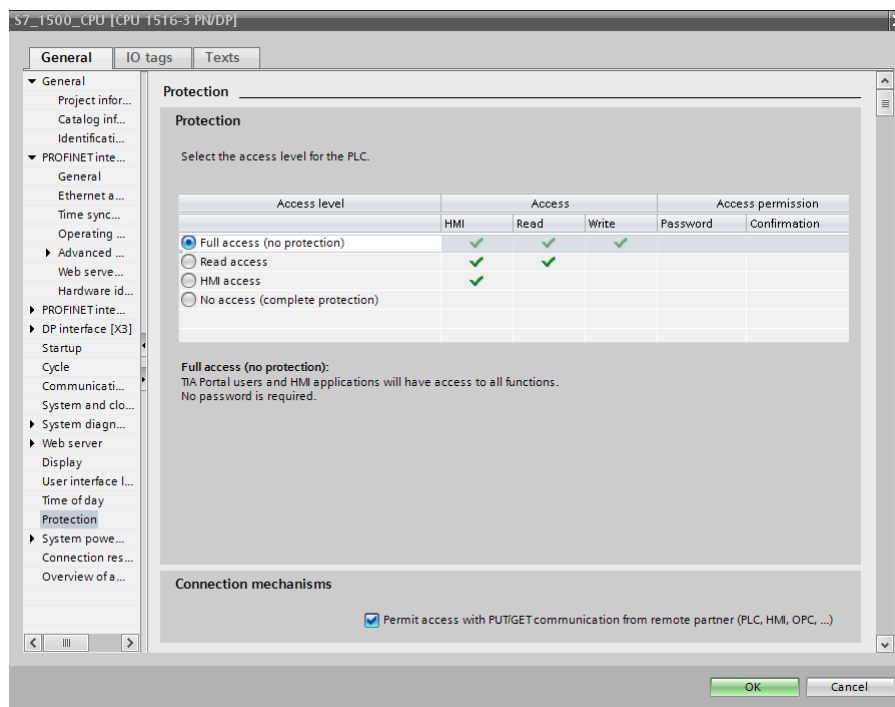 S7_1500_CPU [CPU 1516-3 PN/DP]
General
IO tags
Texts
General
Project infor...
Catalog inf...
Identificati...
PROFINET inte...
General
Ethernet a...
Time sync...
Operating ...
Advanced ...
Web serve...
Hardware id...
PROFINET inte...
DP interface [X3]
Startup
Cycle
Communicati...
System and clo...
System diagn...
Web server
Display
User interface l...
Time of day
Protection
System powe...
Connection res...
Overview of a...
Protection
Protection
Select the access level for the PLC.
Access level Access Access permission
HMI Read Write Password Confirmation
Full access (no protection)
Read access
HMI access
No access (complete protection)
Full access (no protection):
TIA Portal users and HMI applications will have access to all functions.
No password is required.
Connection mechanisms
Permit access with PUT/GET communication from remote partner (PLC, HMI, OPC, ...)
OK Cancel